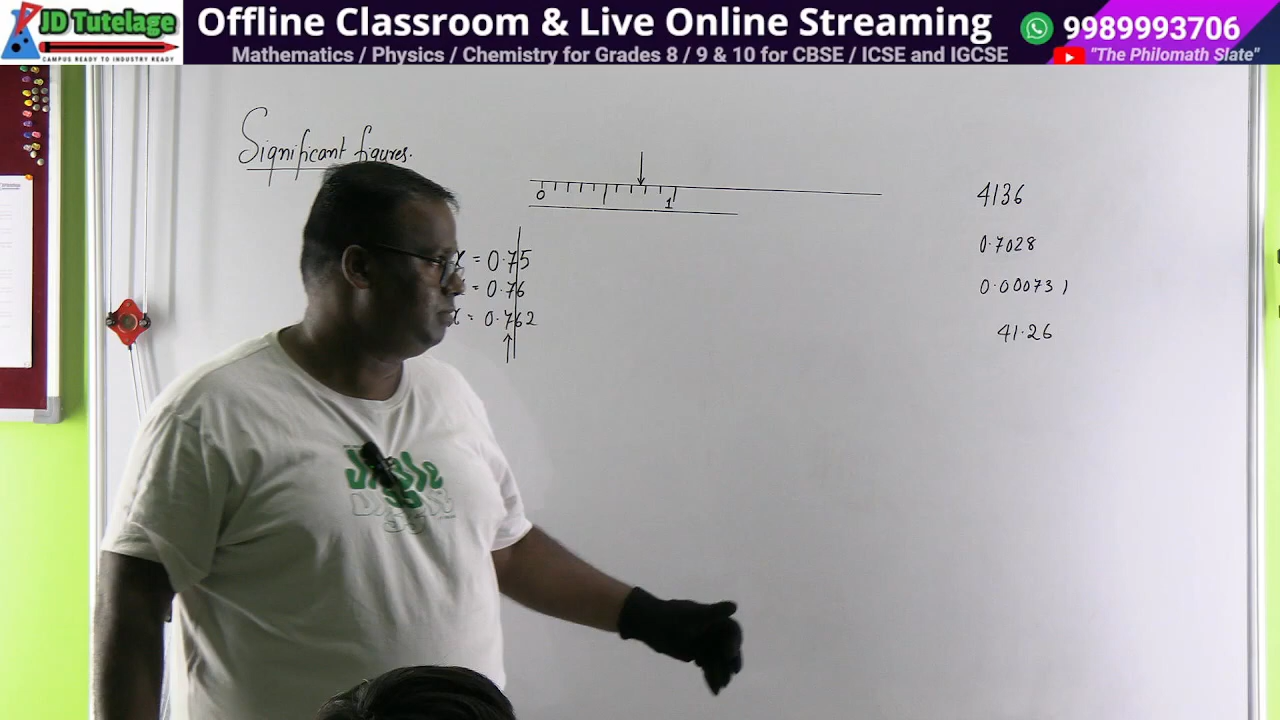 JD Tutelage
CAMPUS READY TO INDUSTRY READY
Offline Classroom & Live Online Streaming
9989993706
Mathematics / Physics / Chemistry for Grades 8 / 9 & 10 for CBSE / ICSE and IGCSE
"The Philomath Slate"
Significant figures.
0
1
x = 0.75
= 0.76
x = 0.762
4136
0.7028
0.000731
41.26